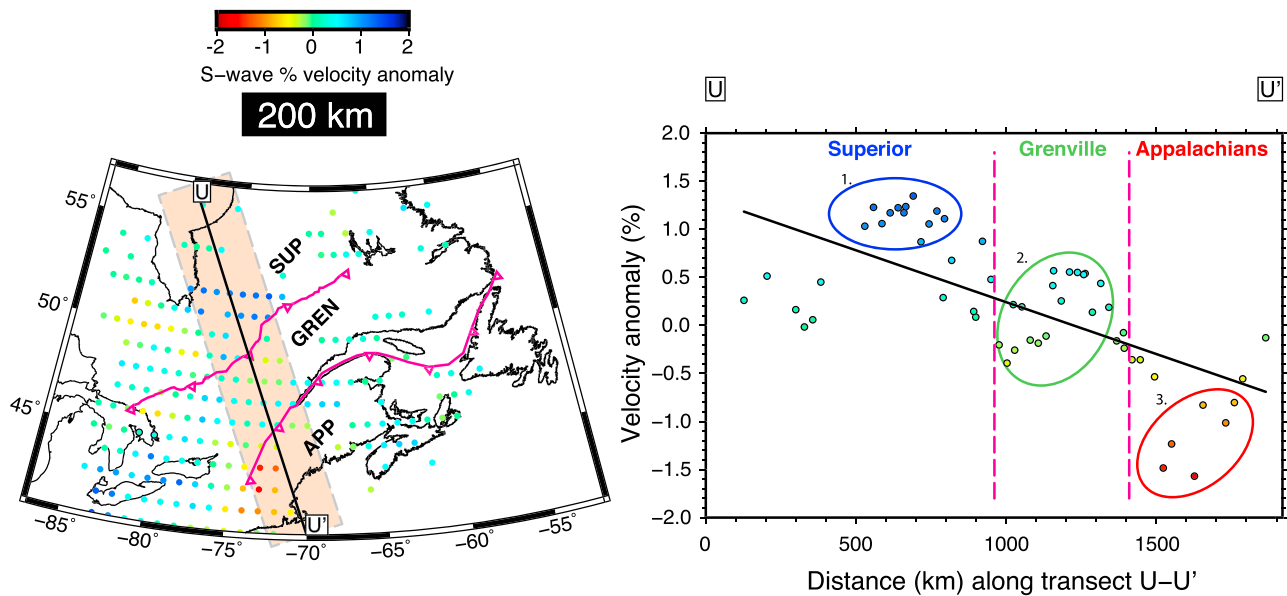 -2 -1 0 1 2
S-wave % velocity anomaly
200 km
55°
50°
45°
-85°
-80°
-75°
-70°
-65°
-60°
-55°
U
SUP
GREN
APP
U'
U U'
Superior Grenville Appalachians
1.
2.
3.
2.0
1.5
1.0
0.5
0.0
-0.5
-1.0
-1.5
-2.0
Velocity anomaly (%)
0 500 1000 1500
Distance (km) along transect U-U'